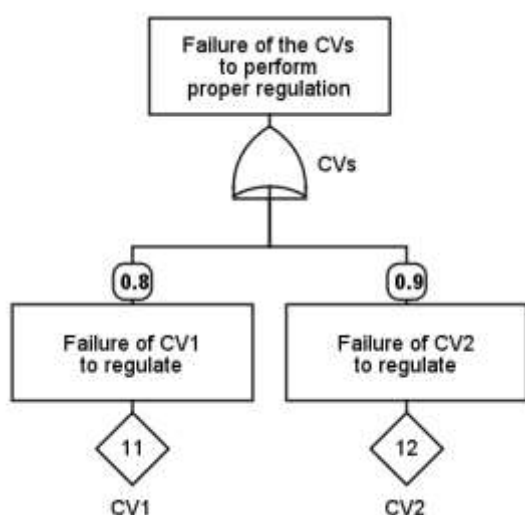 Failure of the CVs
to perform
proper regulation
CVs
0.8
0.9
Failure of CV1
to regulate
Failure of CV2
to regulate
11
12
CV1
CV2